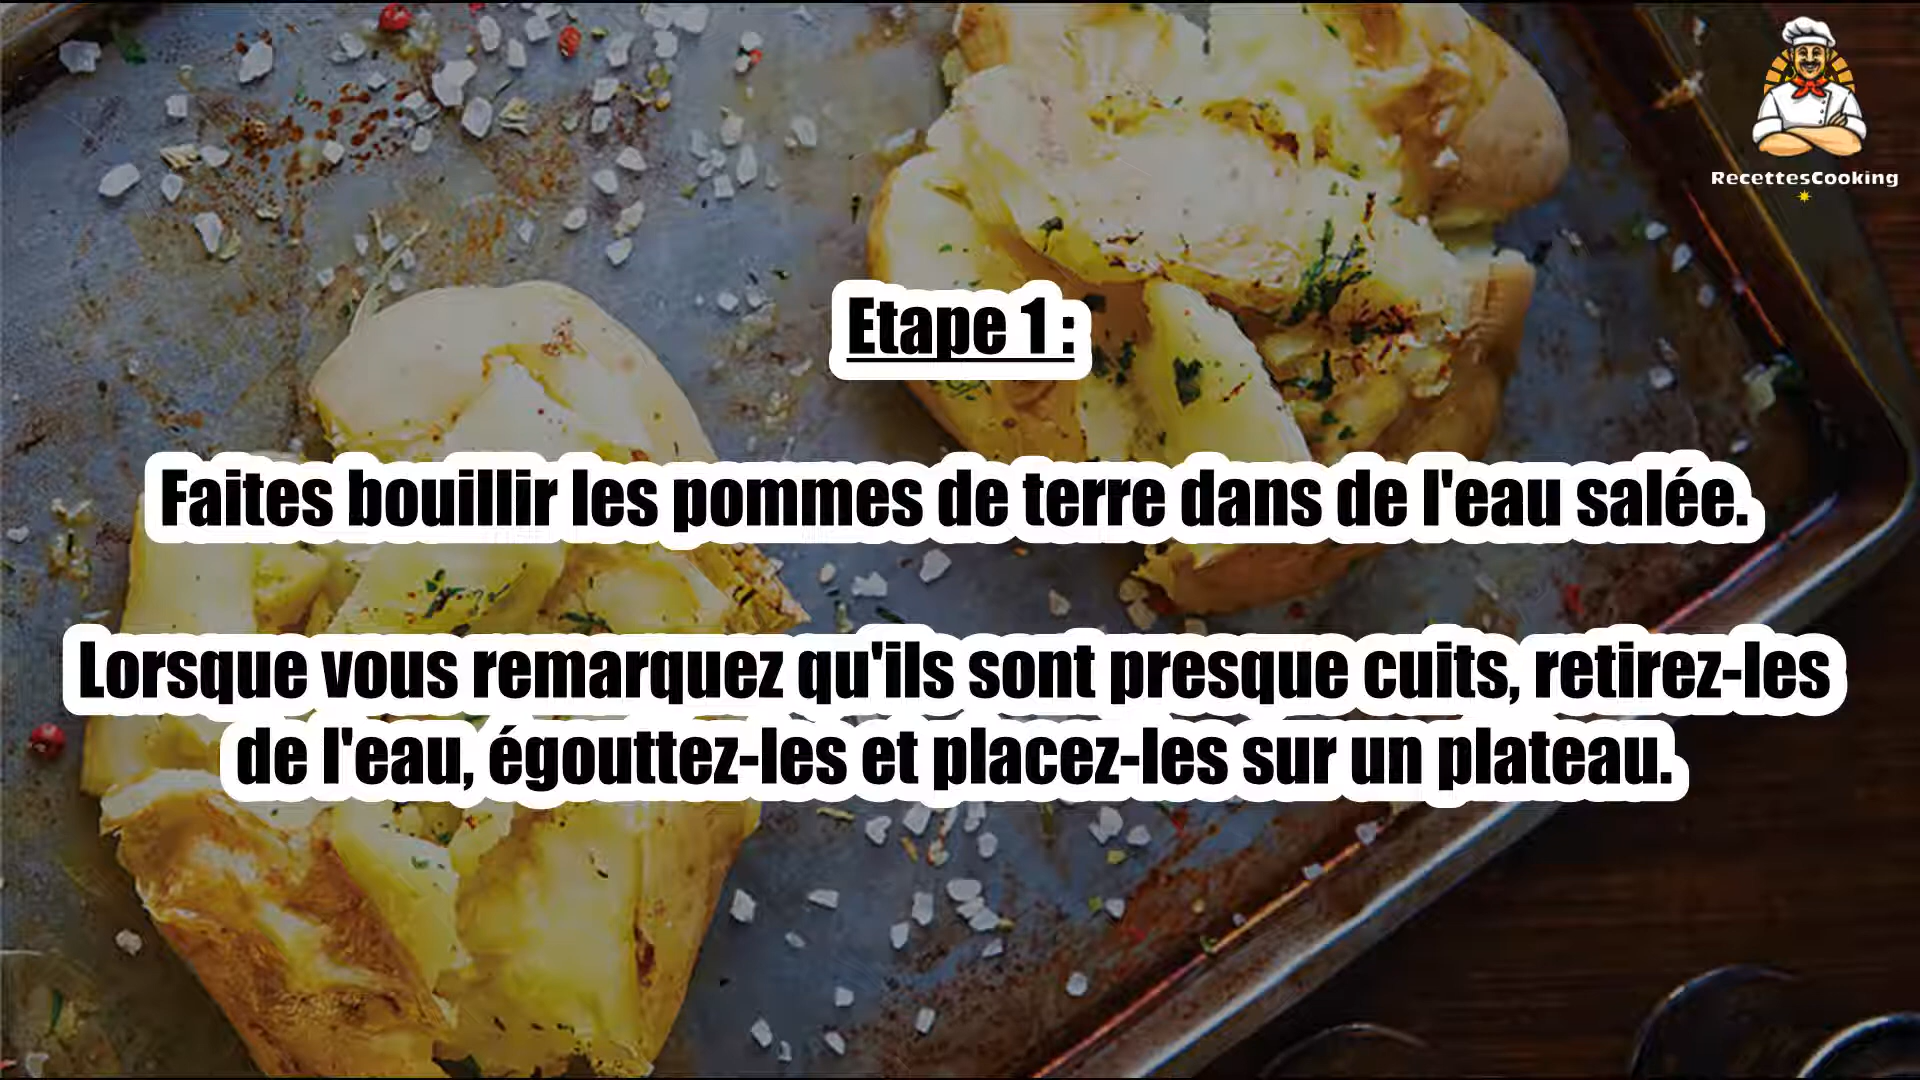 RecettesCooking
Etape 1 :
Faites bouillir les pommes de terre dans de l'eau salée.
Lorsque vous remarquez qu'ils sont presque cuits, retirez-les
de l'eau, égouttez-les et placez-les sur un plateau.